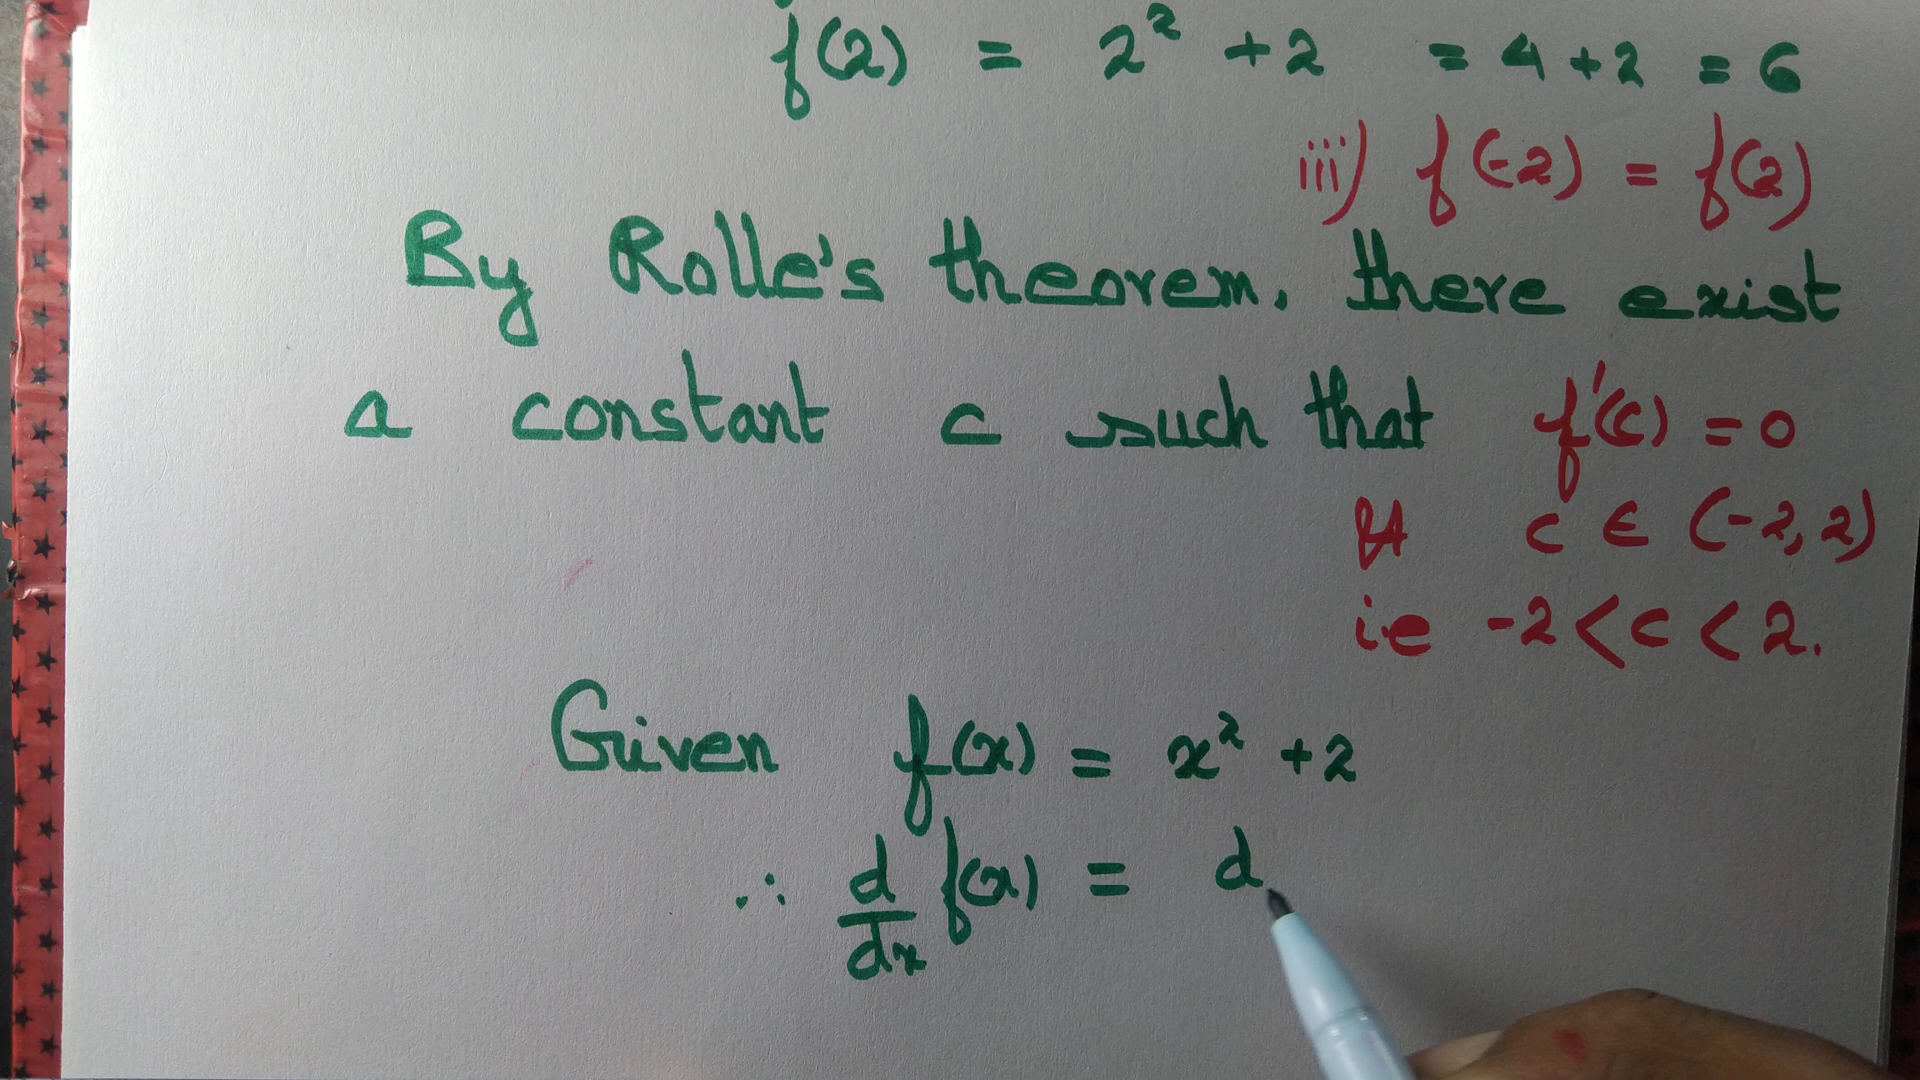 f(2) = 2² + 2 = 4 + 2 = 6
iii) f(-2) = f(2)
By Rolle's theorem. there exist
a constant c such that f'(c) = 0
c ∈ (-2, 2)
i.e -2 < c < 2.
Given f(x) = x² + 2
∴ d/dx f(x) = d